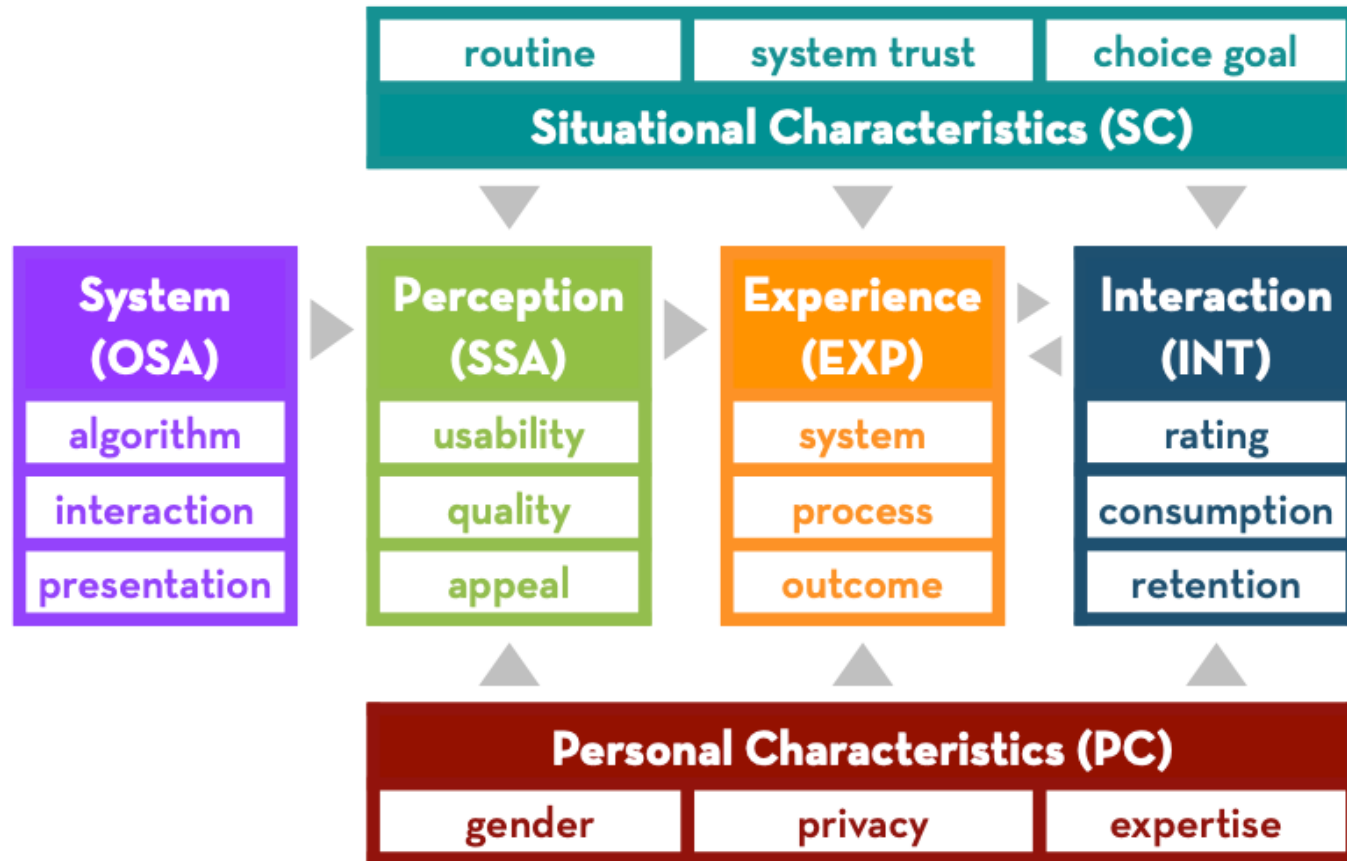 routine
system trust
choice goal
Situational Characteristics (SC)
System
(OSA)
algorithm
interaction
presentation
Perception
(SSA)
usability
quality
appeal
Experience
(EXP)
system
process
outcome
Interaction
(INT)
rating
consumption
retention
Personal Characteristics (PC)
gender
privacy
expertise